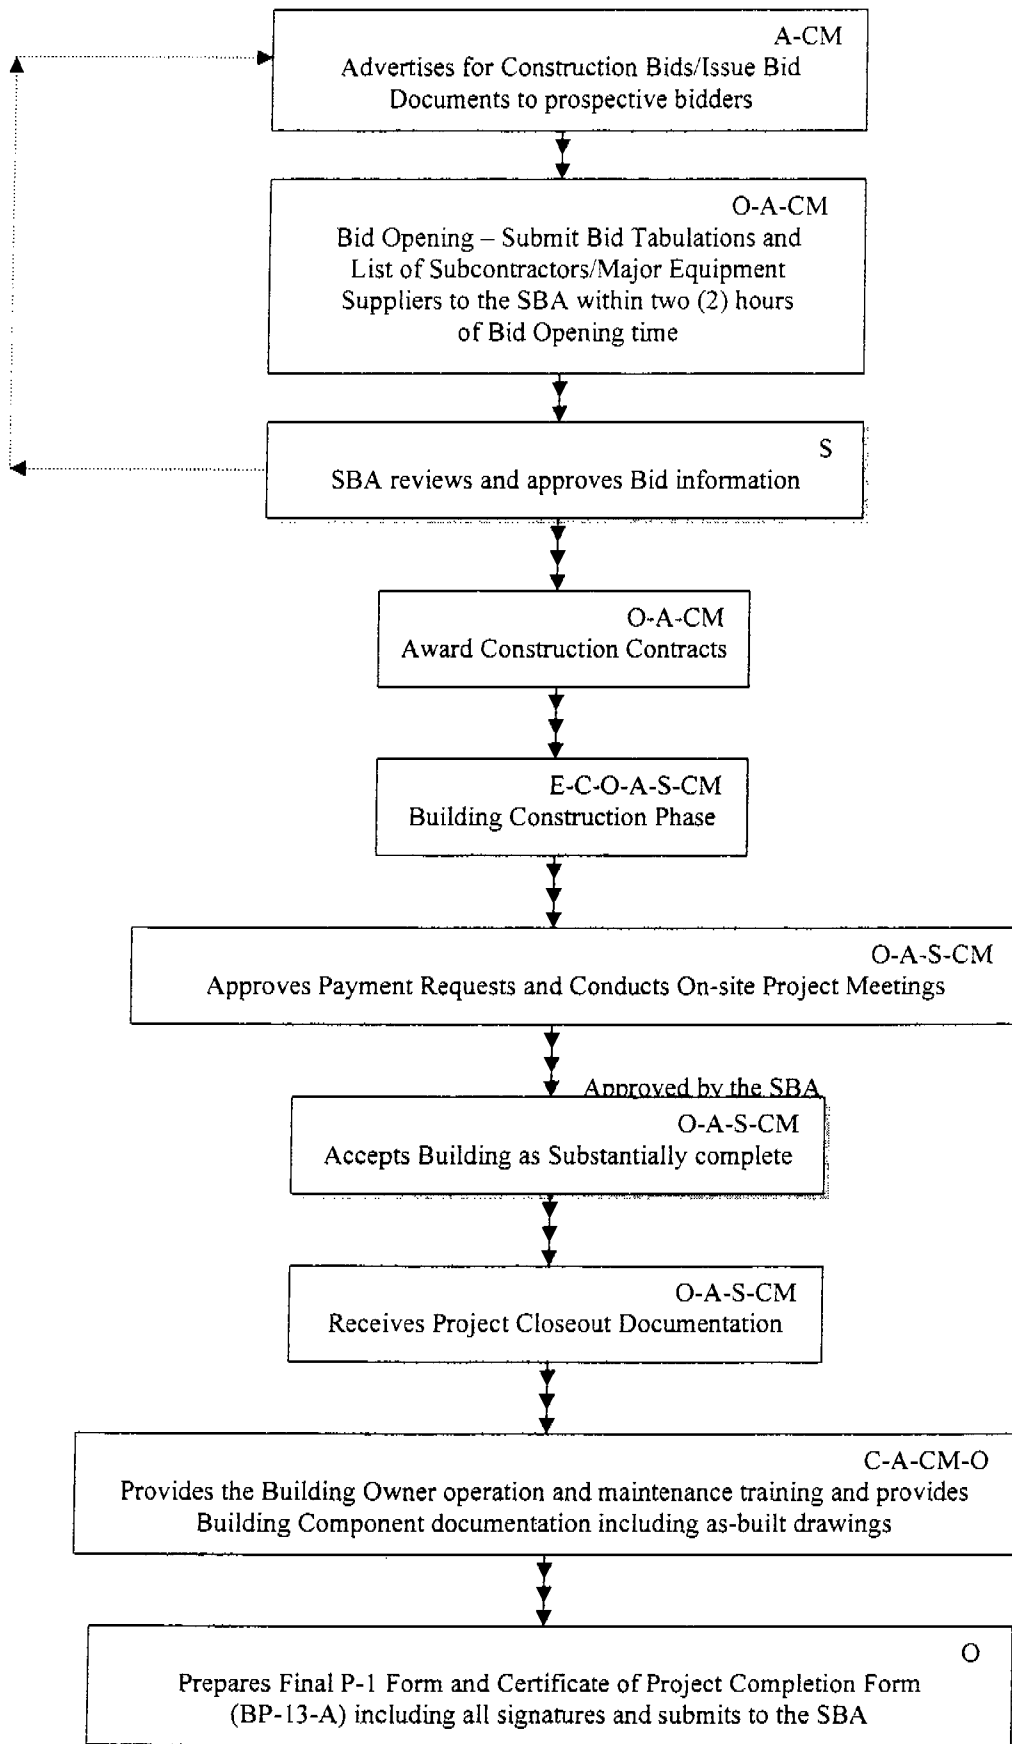 A-CM
Advertises for Construction Bids/Issue Bid
Documents to prospective bidders
O-A-CM
Bid Opening – Submit Bid Tabulations and
List of Subcontractors/Major Equipment
Suppliers to the SBA within two (2) hours
of Bid Opening time
S
SBA reviews and approves Bid information
O-A-CM
Award Construction Contracts
E-C-O-A-S-CM
Building Construction Phase
O-A-S-CM
Approves Payment Requests and Conducts On-site Project Meetings
Approved by the SBA
O-A-S-CM
Accepts Building as Substantially complete
O-A-S-CM
Receives Project Closeout Documentation
C-A-CM-O
Provides the Building Owner operation and maintenance training and provides
Building Component documentation including as-built drawings
O
Prepares Final P-1 Form and Certificate of Project Completion Form
(BP-13-A) including all signatures and submits to the SBA